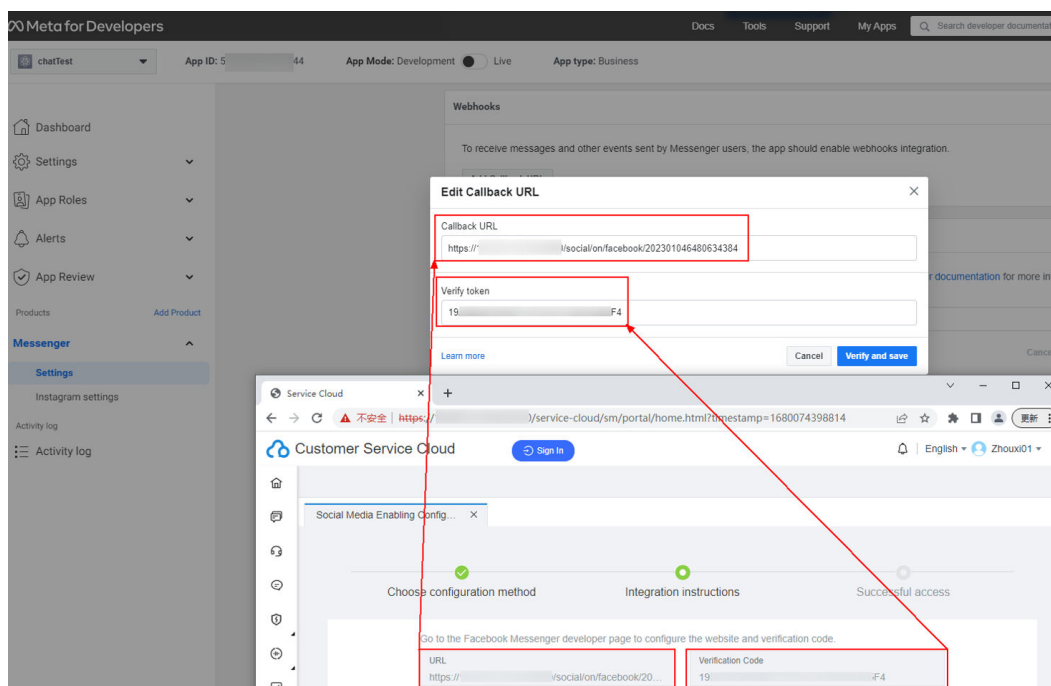 Meta for Developers
Docs Tools Support My Apps Search developer documentat
chatTest App ID: 5 44 App Mode: Development Live App type: Business
Webhooks
To receive messages and other events sent by Messenger users, the app should enable webhooks integration.
Dashboard
Settings
App Roles
Alerts
App Review
Products Add Product
Messenger
Settings
Instagram settings
Activity log
Activity log
Edit Callback URL
Callback URL
https:// /social/on/facebook/202301046480634384
Verify token
19 F4
Learn more Cancel Verify and save
r documentation for more in
Cance
Service Cloud
不安全 https:/ )/service-cloud/sm/portal/home.html?timestamp=1680074398814 更新
Customer Service Cloud Sign In English Zhouxi01
Social Media Enabling Config...
Choose configuration method Integration instructions Successful access
Go to the Facebook Messenger developer page to configure the website and verification code.
URL Verification Code
https:// /social/on/facebook/20... 19 F4